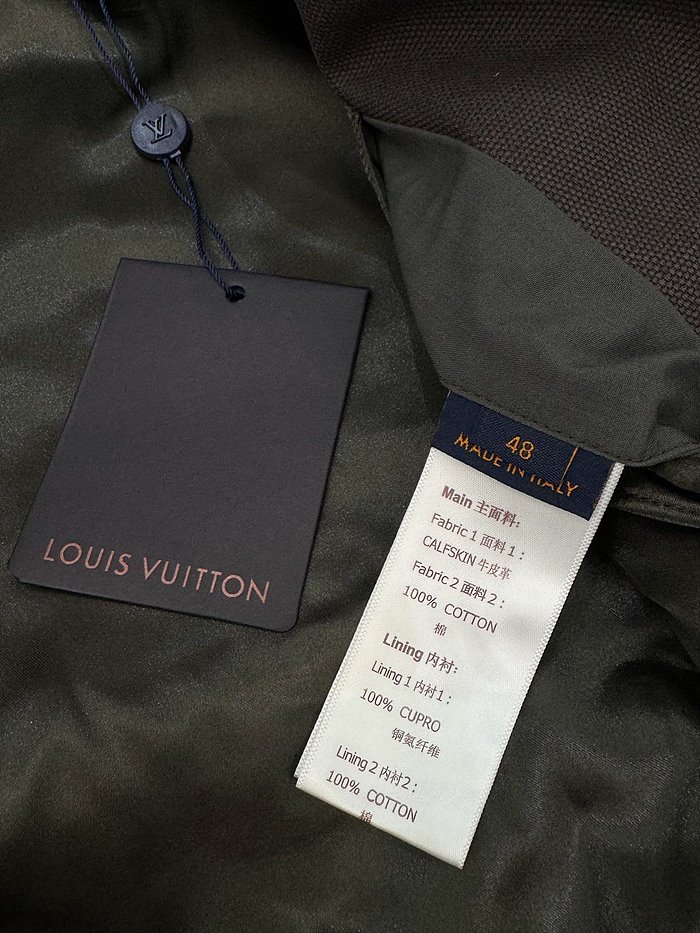 LV
LOUIS VUITTON
48
MADE IN ITALY
Main 主面料:
Fabric 1 面料 1 :
CALFSKIN 牛皮革
Fabric 2 面料 2 :
100% COTTON
棉
Lining 内衬:
Lining 1 内衬1 :
100% CUPRO
铜氨纤维
Lining 2 内衬2 :
100% COTTON
棉